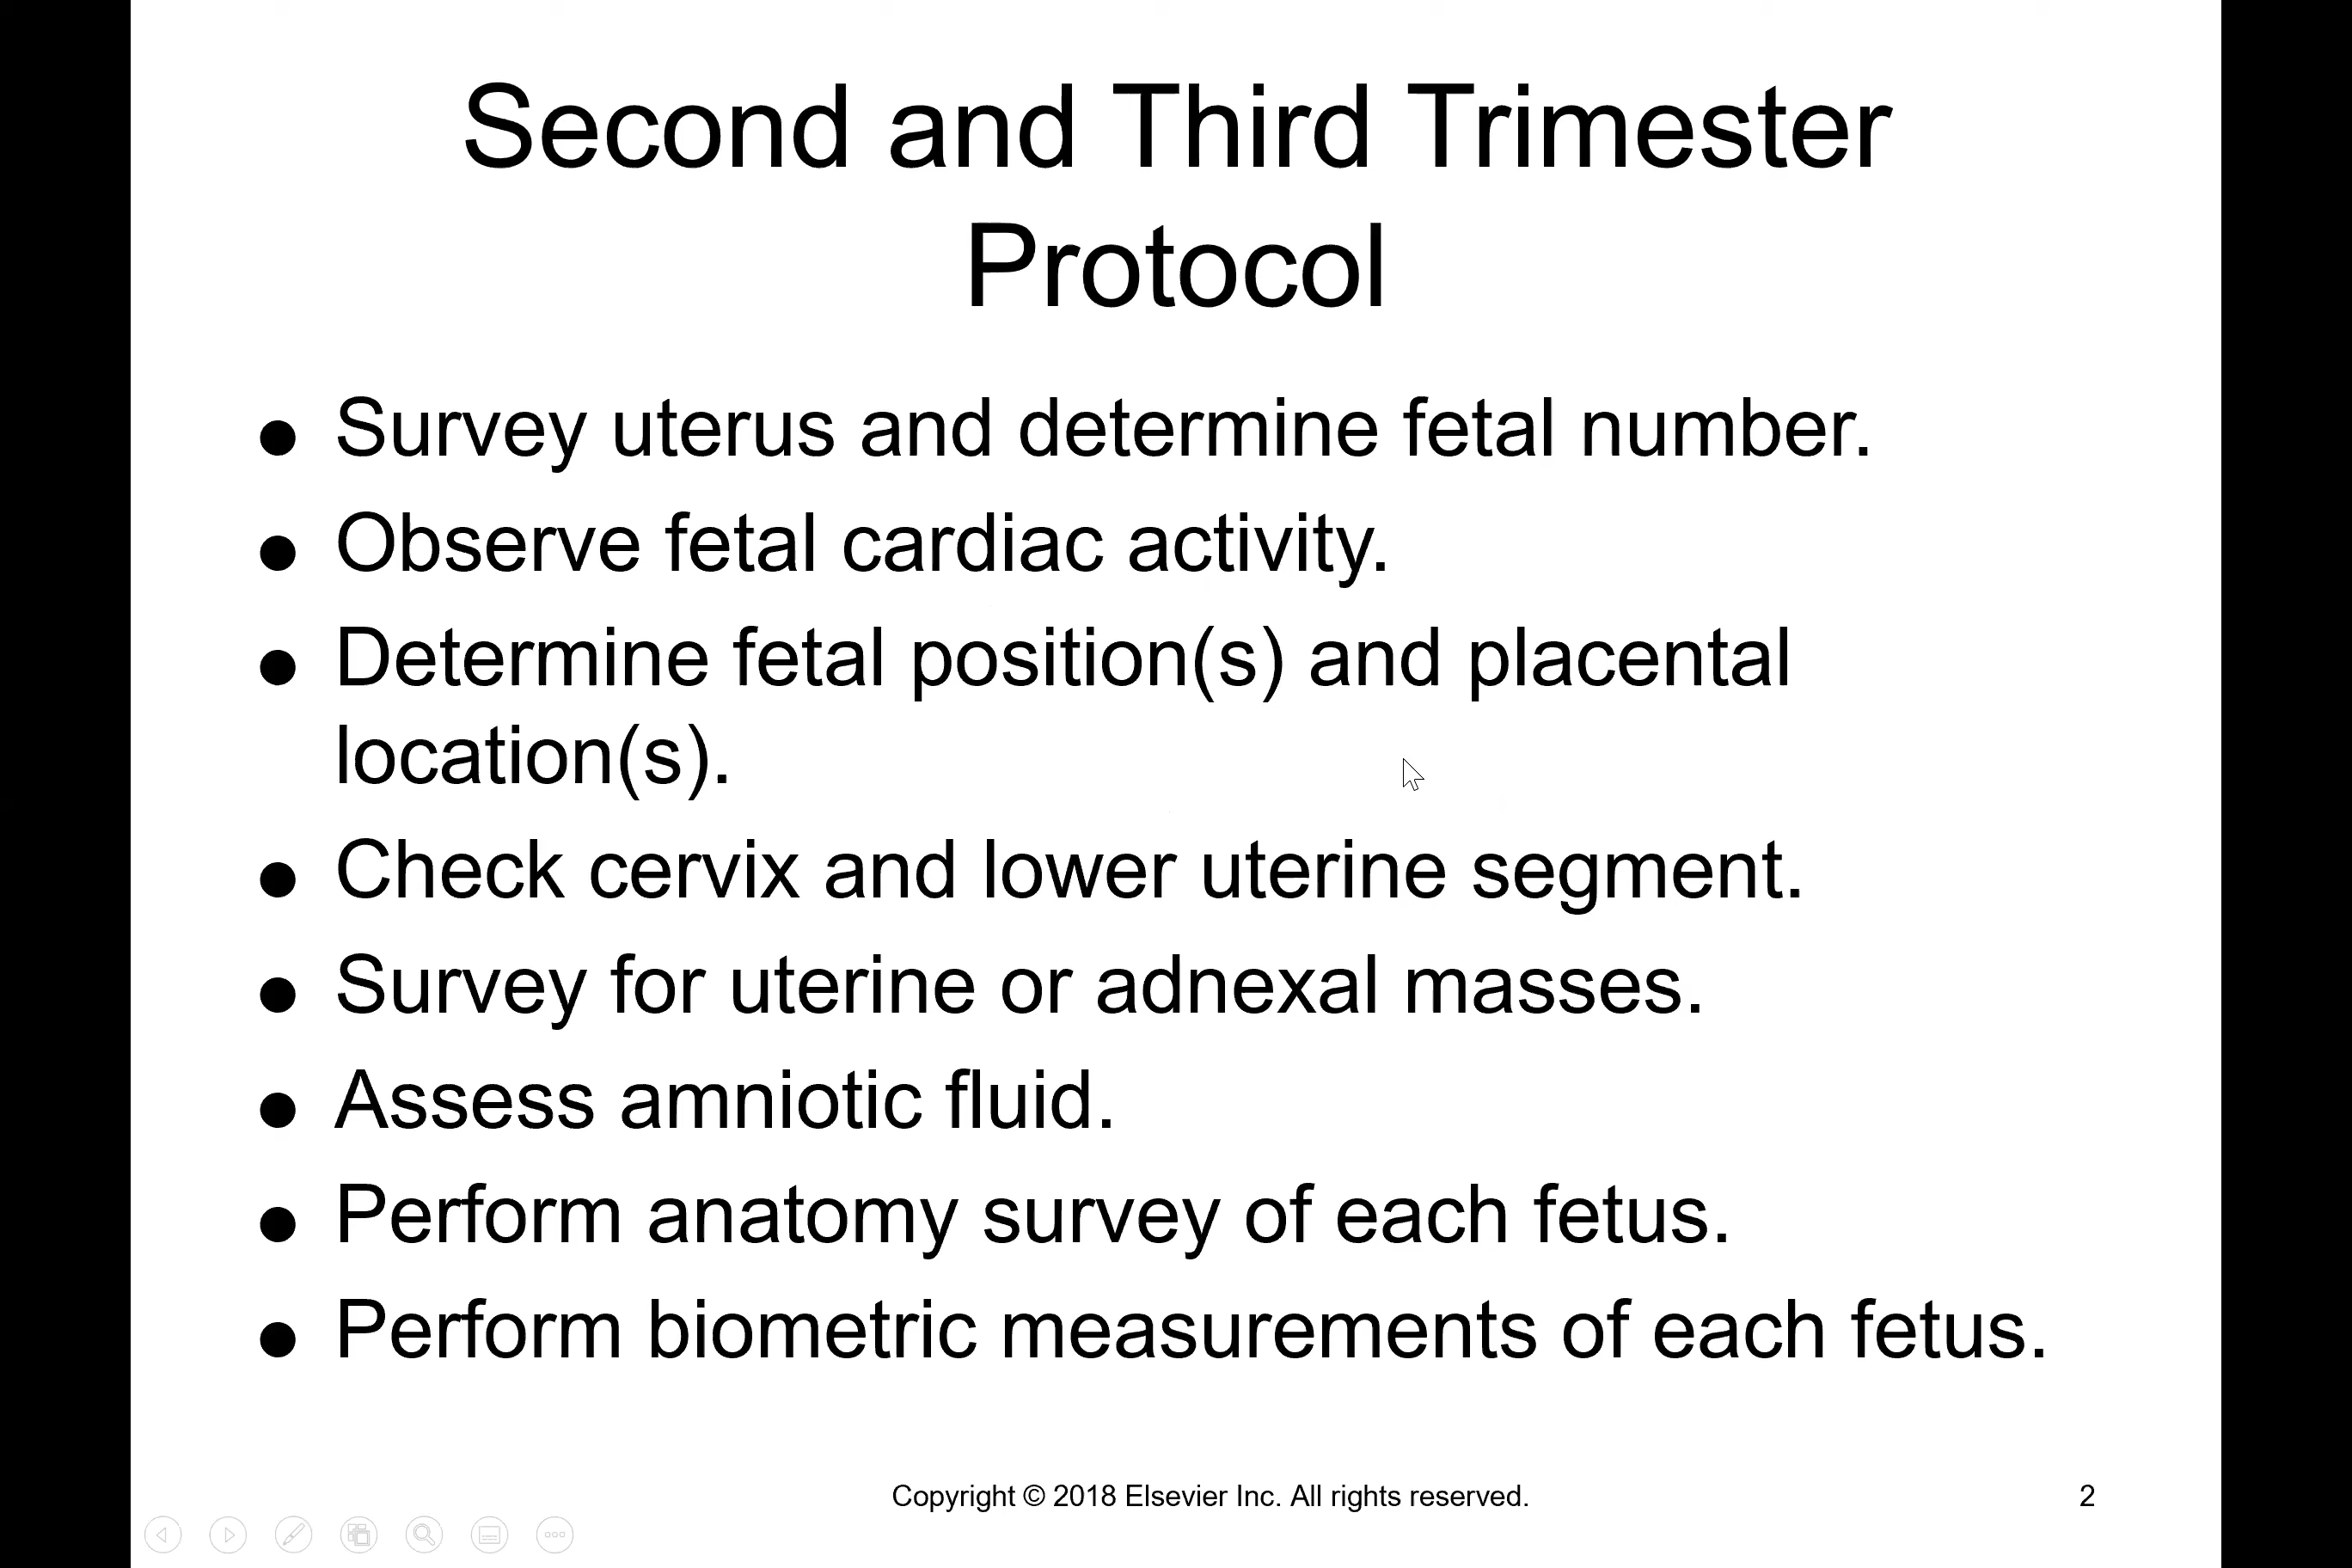 Second and Third Trimester
Protocol
● Survey uterus and determine fetal number.
● Observe fetal cardiac activity.
● Determine fetal position(s) and placental
location(s).
● Check cervix and lower uterine segment.
● Survey for uterine or adnexal masses.
● Assess amniotic fluid.
● Perform anatomy survey of each fetus.
● Perform biometric measurements of each fetus.
Copyright © 2018 Elsevier Inc. All rights reserved.
2